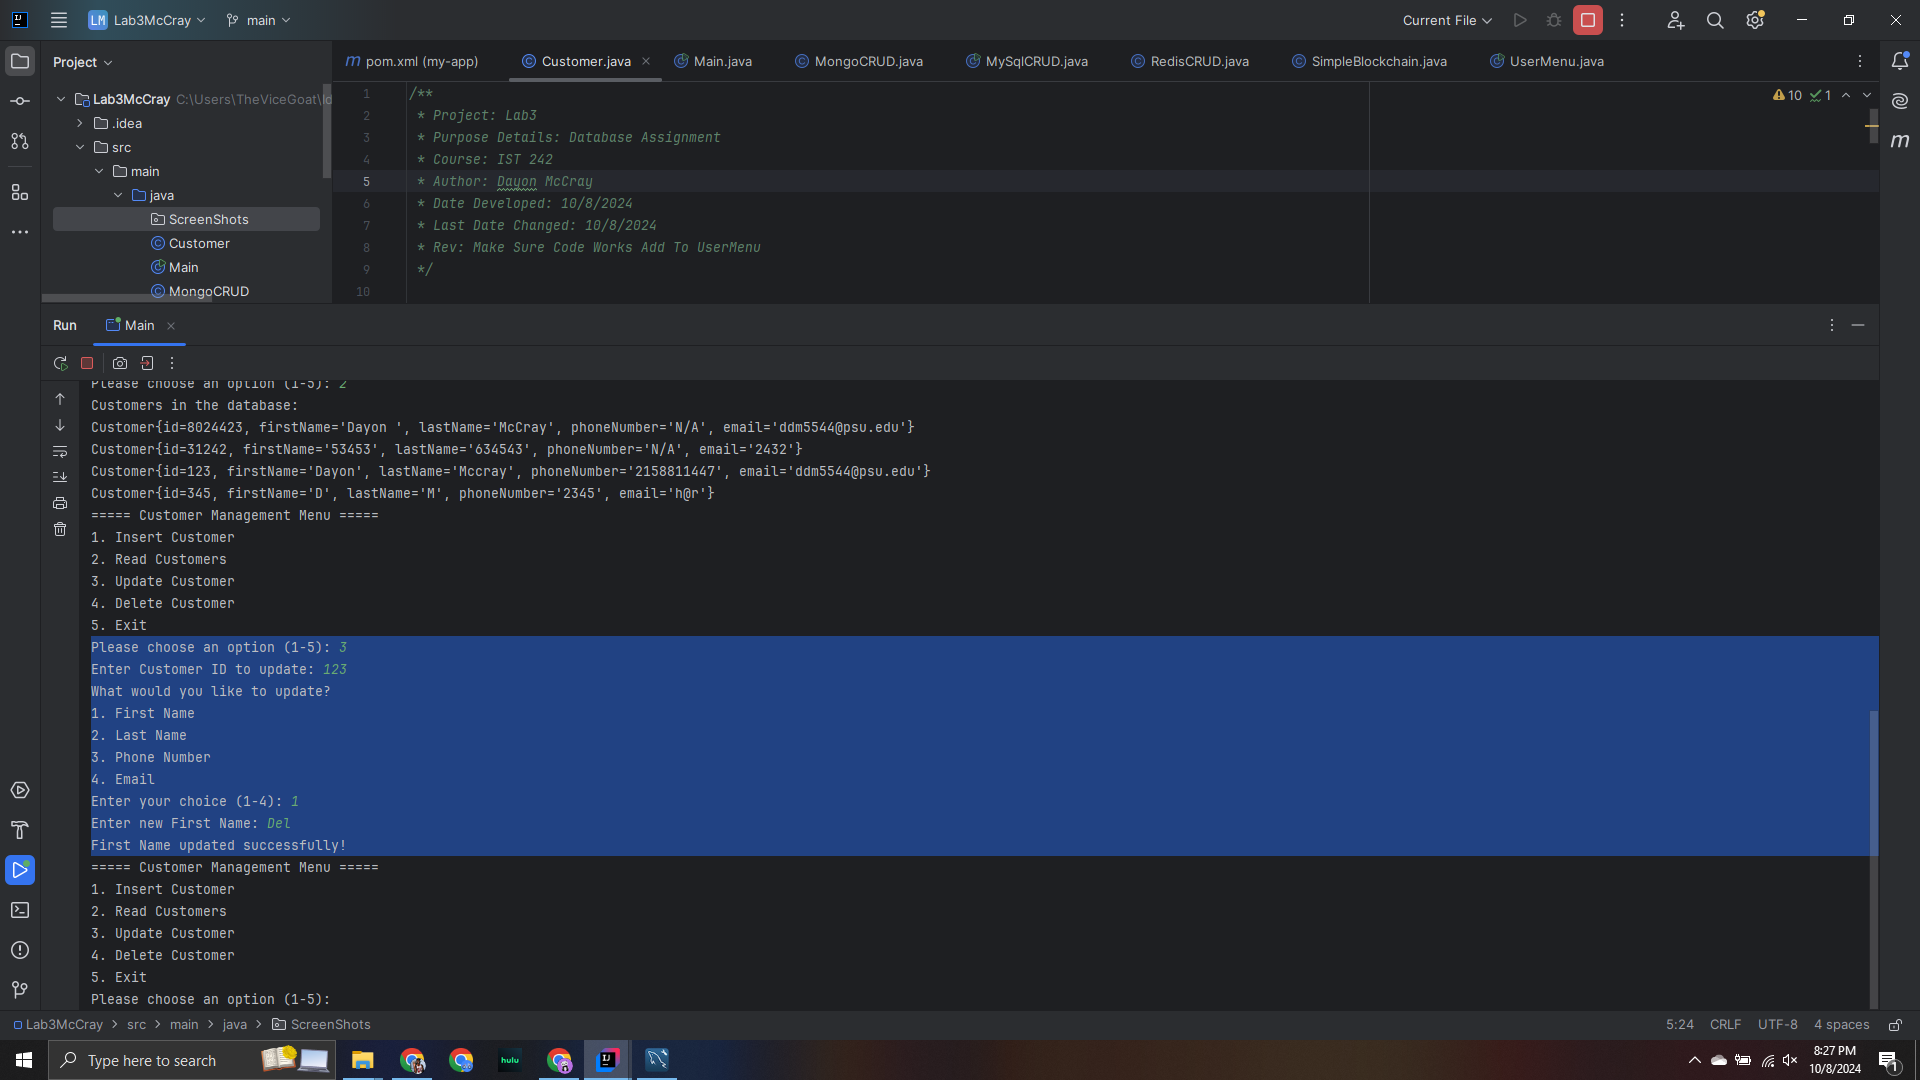 LM Lab3McCray main Current File
Project
pom.xml (my-app) Customer.java Main.java MongoCRUD.java MySqlCRUD.java RedisCRUD.java SimpleBlockchain.java UserMenu.java
Lab3McCray C:\Users\TheViceGoat\Id
.idea
src
main
java
ScreenShots
Customer
Main
MongoCRUD
1 /**
2 * Project: Lab3
3 * Purpose Details: Database Assignment
4 * Course: IST 242
5 * Author: Dayon McCray
6 * Date Developed: 10/8/2024
7 * Last Date Changed: 10/8/2024
8 * Rev: Make Sure Code Works Add To UserMenu
9 */
10
10 1
Run Main
Please choose an option (1-5): 2
Customers in the database:
Customer{id=8024423, firstName='Dayon ', lastName='McCray', phoneNumber='N/A', email='ddm5544@psu.edu'}
Customer{id=31242, firstName='53453', lastName='634543', phoneNumber='N/A', email='2432'}
Customer{id=123, firstName='Dayon', lastName='Mccray', phoneNumber='2158811447', email='ddm5544@psu.edu'}
Customer{id=345, firstName='D', lastName='M', phoneNumber='2345', email='h@r'}
===== Customer Management Menu =====
1. Insert Customer
2. Read Customers
3. Update Customer
4. Delete Customer
5. Exit
Please choose an option (1-5): 3
Enter Customer ID to update: 123
What would you like to update?
1. First Name
2. Last Name
3. Phone Number
4. Email
Enter your choice (1-4): 1
Enter new First Name: Del
First Name updated successfully!
===== Customer Management Menu =====
1. Insert Customer
2. Read Customers
3. Update Customer
4. Delete Customer
5. Exit
Please choose an option (1-5):
Lab3McCray > src > main > java > ScreenShots 5:24 CRLF UTF-8 4 spaces
Type here to search hulu
8:27 PM
10/8/2024
1